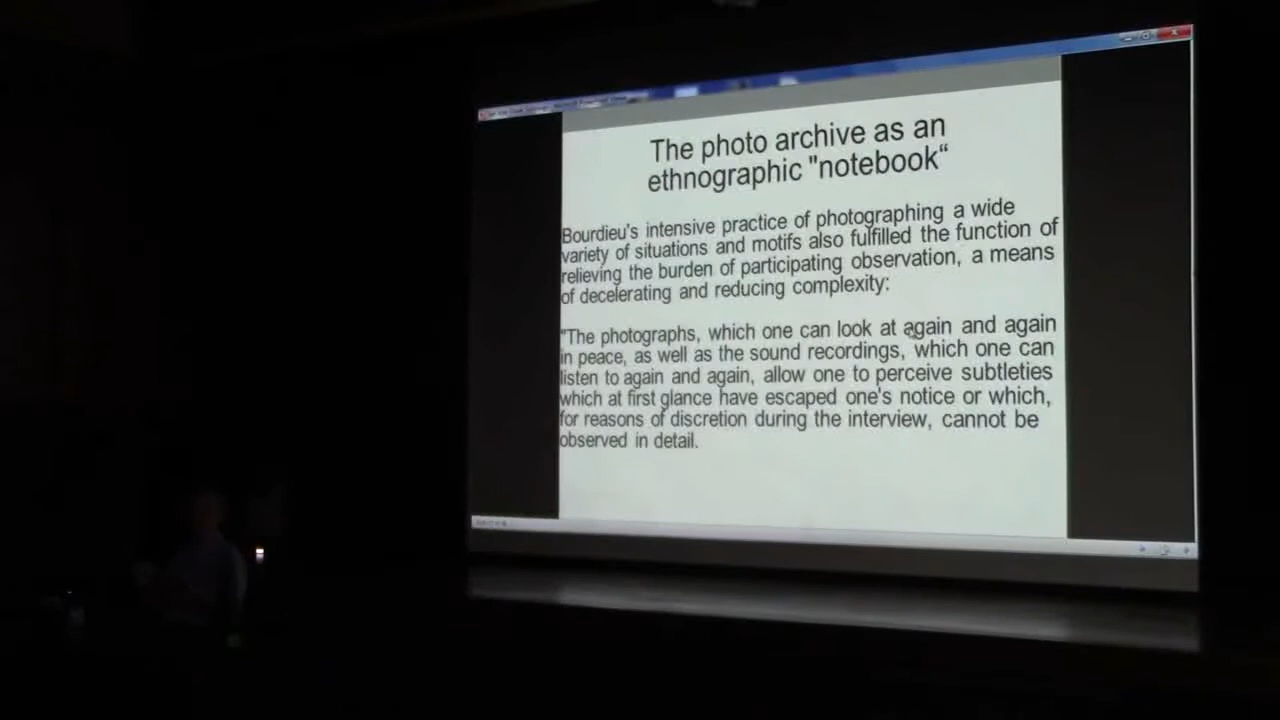 The photo archive as an
ethnographic "notebook“
Bourdieu's intensive practice of photographing a wide
variety of situations and motifs also fulfilled the function of
relieving the burden of participating observation, a means
of decelerating and reducing complexity:
"The photographs, which one can look at again and again
in peace, as well as the sound recordings, which one can
listen to again and again, allow one to perceive subtleties
which at first glance have escaped one's notice or which,
for reasons of discretion during the interview, cannot be
observed in detail.